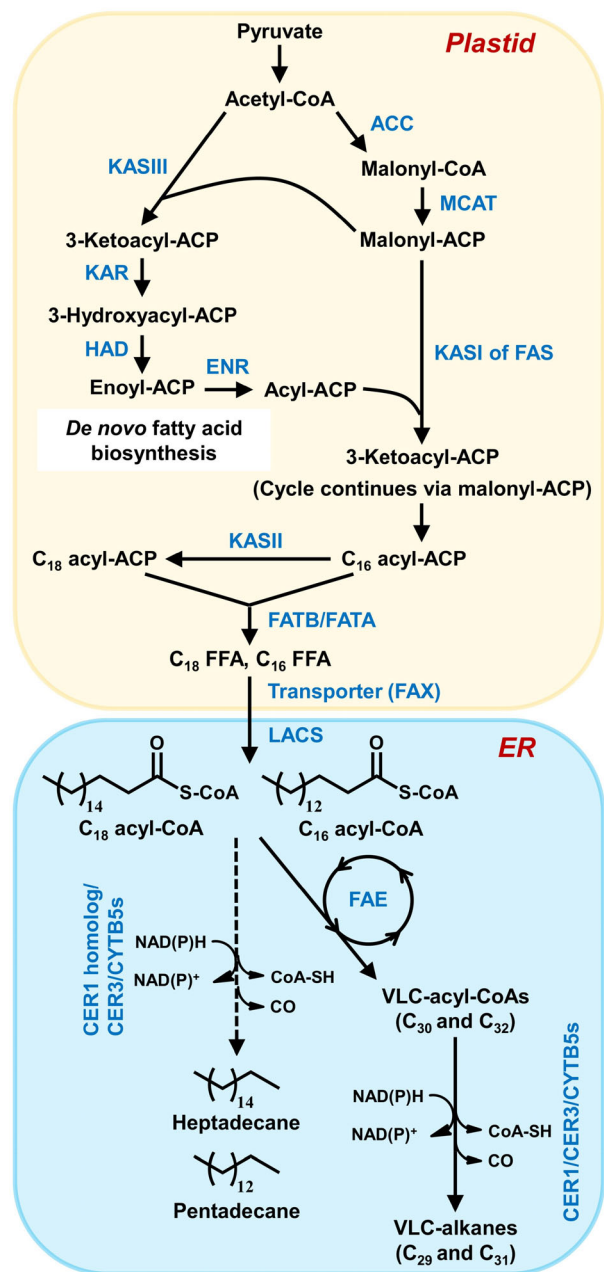 Pyruvate
Plastid
Acetyl-CoA
ACC
KASIII
Malonyl-CoA
MCAT
3-Ketoacyl-ACP
Malonyl-ACP
KAR
3-Hydroxyacyl-ACP
HAD
ENR
KASI of FAS
Enoyl-ACP
Acyl-ACP
De novo fatty acid
biosynthesis
3-Ketoacyl-ACP
(Cycle continues via malonyl-ACP)
KASII
C₁₈ acyl-ACP
C₁₆ acyl-ACP
FATB/FATA
C₁₈ FFA, C₁₆ FFA
Transporter (FAX)
LACS
ER
O
S-CoA
14
C₁₈ acyl-CoA
O
S-CoA
12
C₁₆ acyl-CoA
FAE
CER1 homolog/
CER3/CYTB5s
NAD(P)H
NAD(P)⁺
CoA-SH
CO
VLC-acyl-CoAs
(C₃₀ and C₃₂)
14
Heptadecane
12
Pentadecane
NAD(P)H
NAD(P)⁺
CoA-SH
CO
CER1/CER3/CYTB5s
VLC-alkanes
(C₂₉ and C₃₁)